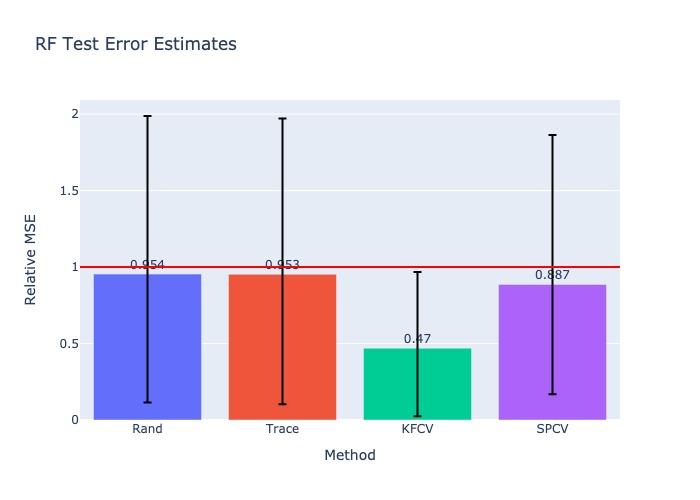 RF Test Error Estimates
2
1.5
1
0.5
0
Relative MSE
0.954
0.953
0.47
0.887
Rand
Trace
KFCV
SPCV
Method